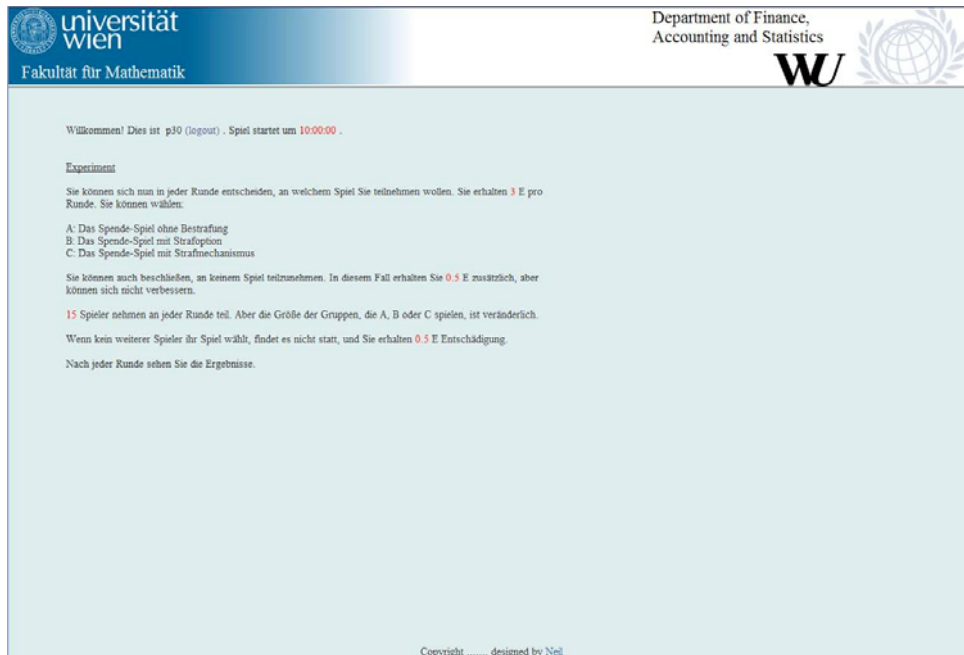 universität
wien
Fakultät für Mathematik
Department of Finance,
Accounting and Statistics
WU
Willkommen! Dies ist p30 (logout) . Spiel startet um 10:00:00 .
Experiment
Sie können sich nun in jeder Runde entscheiden, an welchem Spiel Sie teilnehmen wollen. Sie erhalten 3 E pro
Runde. Sie können wählen:
A: Das Spende-Spiel ohne Bestrafung
B: Das Spende-Spiel mit Strafoption
C: Das Spende-Spiel mit Strafmechanismus
Sie können auch beschließen, an keinem Spiel teilzunehmen. In diesem Fall erhalten Sie 0.5 E zusätzlich, aber
können sich nicht verbessern.
15 Spieler nehmen an jeder Runde teil. Aber die Größe der Gruppen, die A, B oder C spielen, ist veränderlich.
Wenn kein weiterer Spieler ihr Spiel wählt, findet es nicht statt, und Sie erhalten 0.5 E Entschädigung.
Nach jeder Runde sehen Sie die Ergebnisse.
Copyright ____ designed by Neil